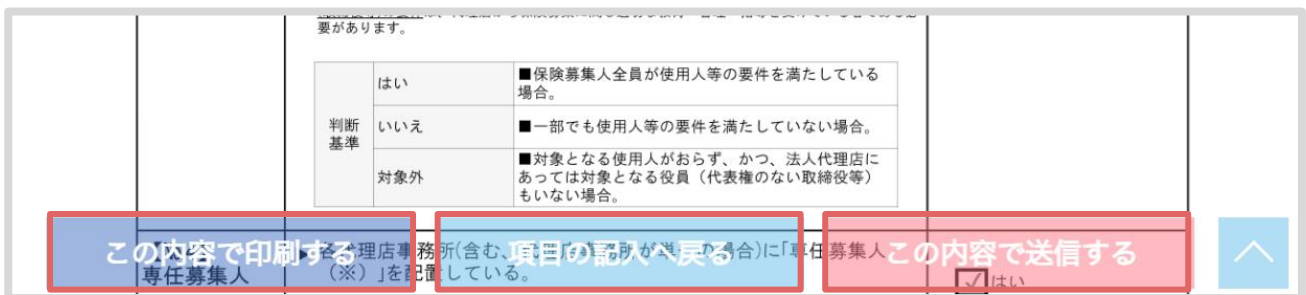 要があります。
判断
基準
はい
■保険募集人全員が使用人等の要件を満たしている
場合。
いいえ
■一部でも使用人等の要件を満たしていない場合。
対象外
■対象となる使用人がおらず、かつ、法人代理店に
あっては対象となる役員（代表権のない取締役等）
もいない場合。
この内容で印刷する
項目の記入へ戻る
この内容で送信する
専任募集人
（※）」を配置している。
はい